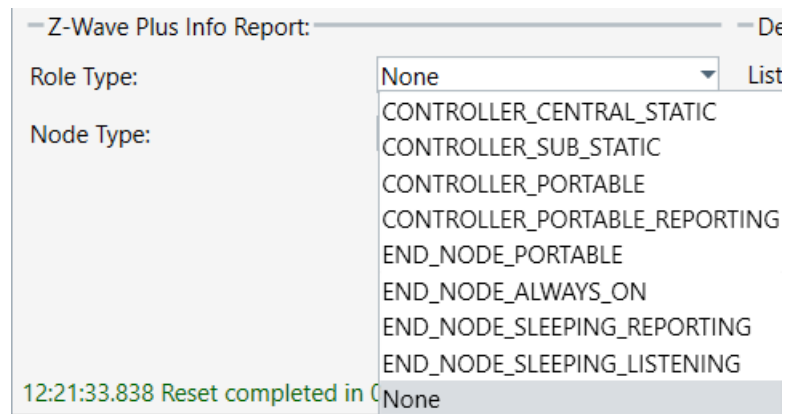 Z-Wave Plus Info Report:
Role Type:
None
List
Node Type:
CONTROLLER_CENTRAL_STATIC
CONTROLLER_SUB_STATIC
CONTROLLER_PORTABLE
CONTROLLER_PORTABLE_REPORTING
END_NODE_PORTABLE
END_NODE_ALWAYS_ON
END_NODE_SLEEPING_REPORTING
END_NODE_SLEEPING_LISTENING
None
12:21:33.838 Reset completed in